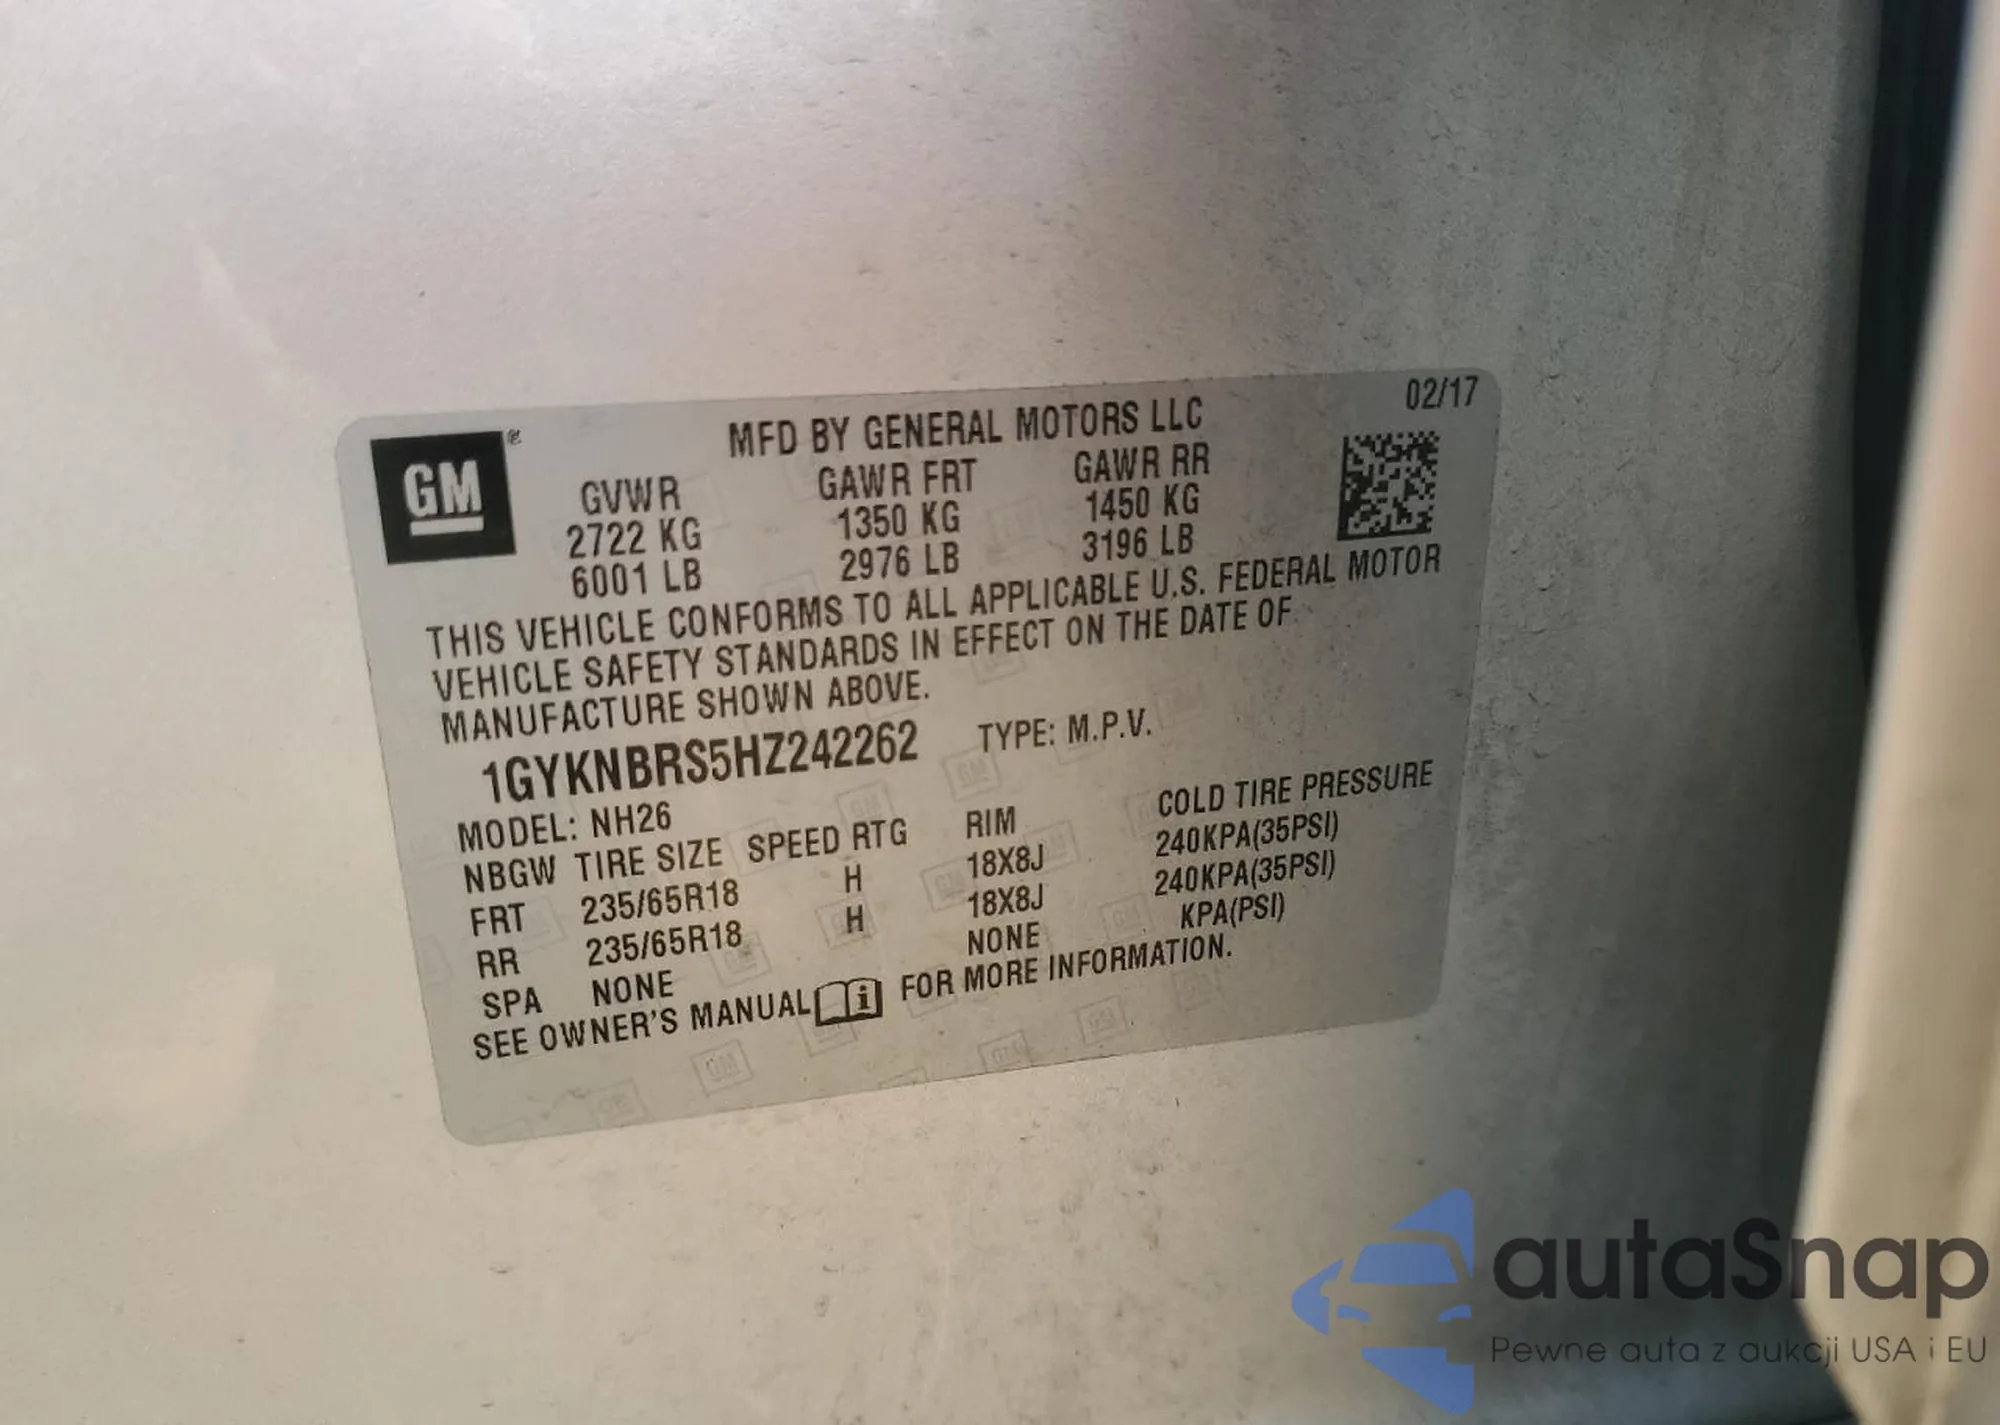 02/17
GM
MFD BY GENERAL MOTORS LLC
GVWR GAWR FRT GAWR RR
2722 KG 1350 KG 1450 KG
6001 LB 2976 LB 3196 LB
THIS VEHICLE CONFORMS TO ALL APPLICABLE U.S. FEDERAL MOTOR
VEHICLE SAFETY STANDARDS IN EFFECT ON THE DATE OF
MANUFACTURE SHOWN ABOVE.
1GYKNBRS5HZ242262 TYPE: M.P.V.
MODEL: NH26
NBGW TIRE SIZE SPEED RTG RIM COLD TIRE PRESSURE
FRT 235/65R18 H 18X8J 240KPA(35PSI)
RR 235/65R18 H 18X8J 240KPA(35PSI)
SPA NONE NONE KPA(PSI)
SEE OWNER'S MANUAL i FOR MORE INFORMATION.
autaSnap
Pewne auta z aukcji USA i EU